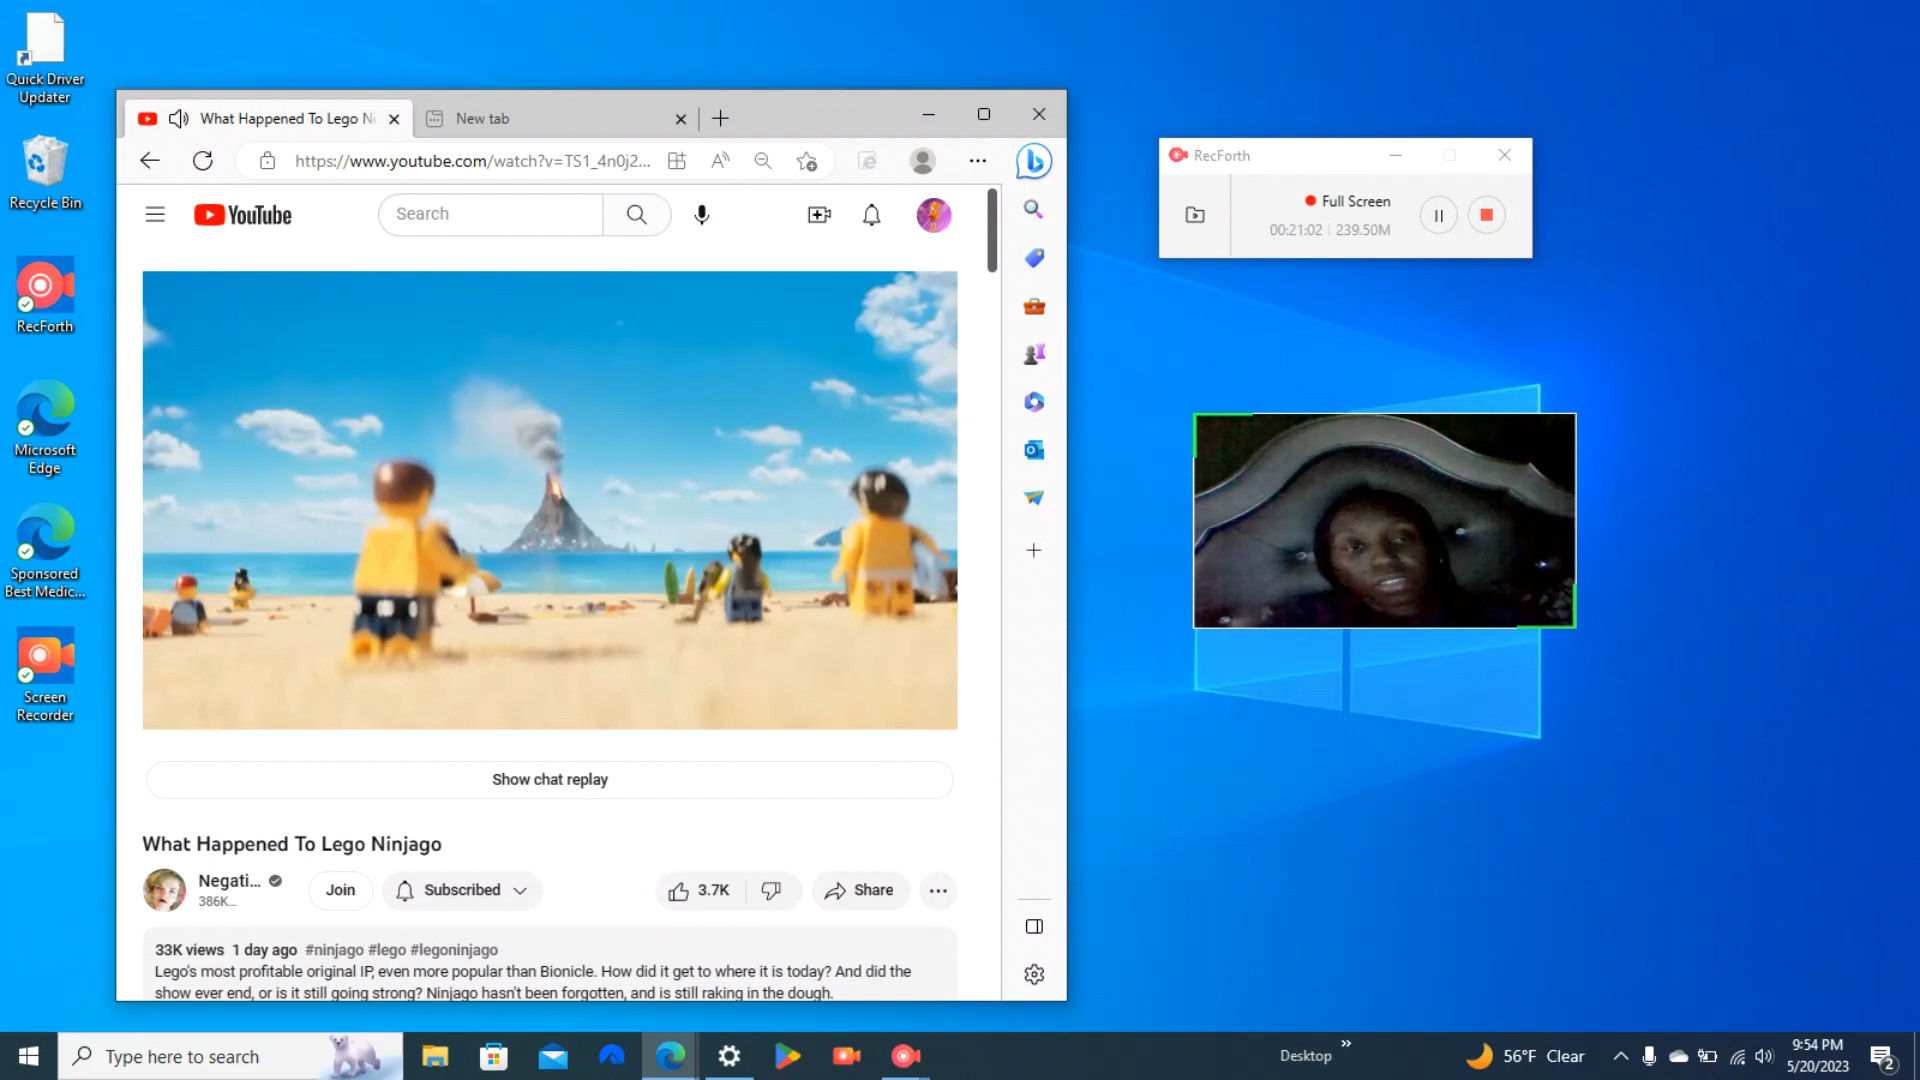 Quick Driver
Updater
Recycle Bin
RecForth
Microsoft
Edge
Sponsored
Best Medic...
Screen
Recorder
What Happened To Lego Ni
New tab
https://www.youtube.com/watch?v=TS1_4n0j2...
YouTube
Search
Show chat replay
What Happened To Lego Ninjago
Negati...
386K...
Join
Subscribed
3.7K
Share
33K views 1 day ago #ninjago #lego #legoninjago
Lego's most profitable original IP, even more popular than Bionicle. How did it get to where it is today? And did the
show ever end, or is it still going strong? Ninjago hasn't been forgotten, and is still raking in the dough.
RecForth
Full Screen
00:21:02 | 239.50M
Type here to search
Desktop
56°F Clear
9:54 PM
5/20/2023
2